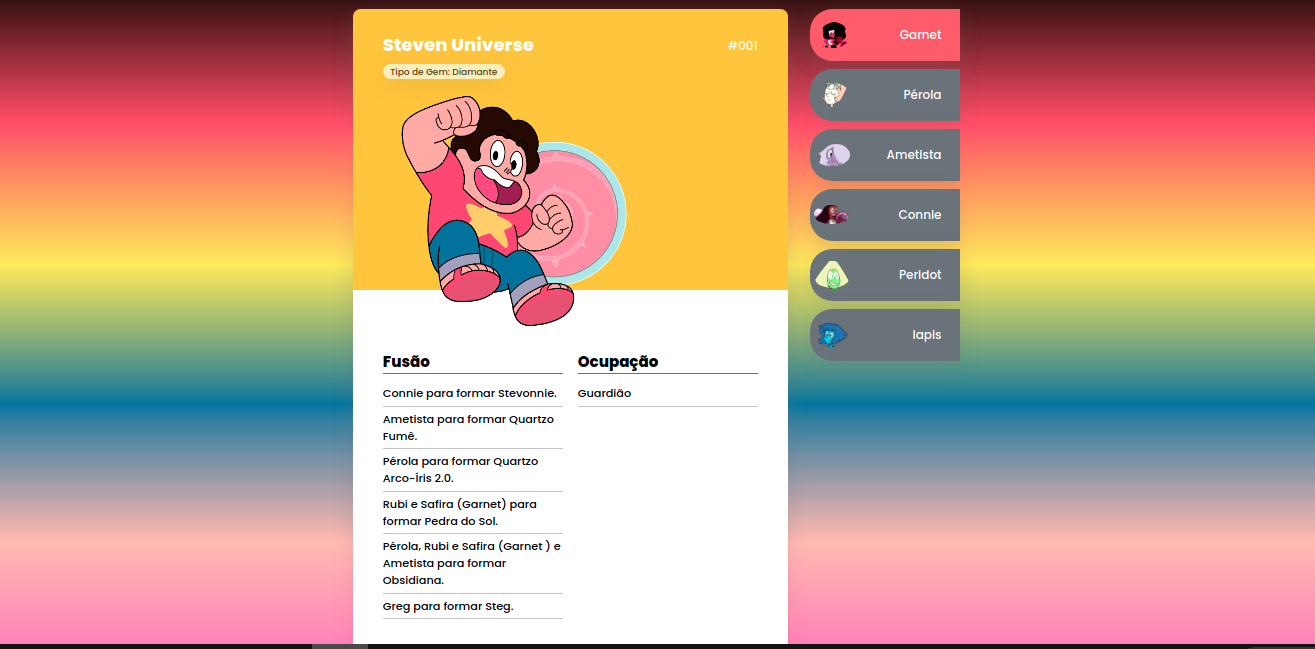 Steven Universe
#001
Tipo de Gem: Diamante
Fusão
Connie para formar Stevonnie.
Ametista para formar Quartzo
Fumê.
Pérola para formar Quartzo
Arco-Íris 2.0.
Rubi e Safira (Garnet) para
formar Pedra do Sol.
Pérola, Rubi e Safira (Garnet ) e
Ametista para formar
Obsidiana.
Greg para formar Steg.
Ocupação
Guardião
Garnet
Pérola
Ametista
Connie
Peridot
lapis